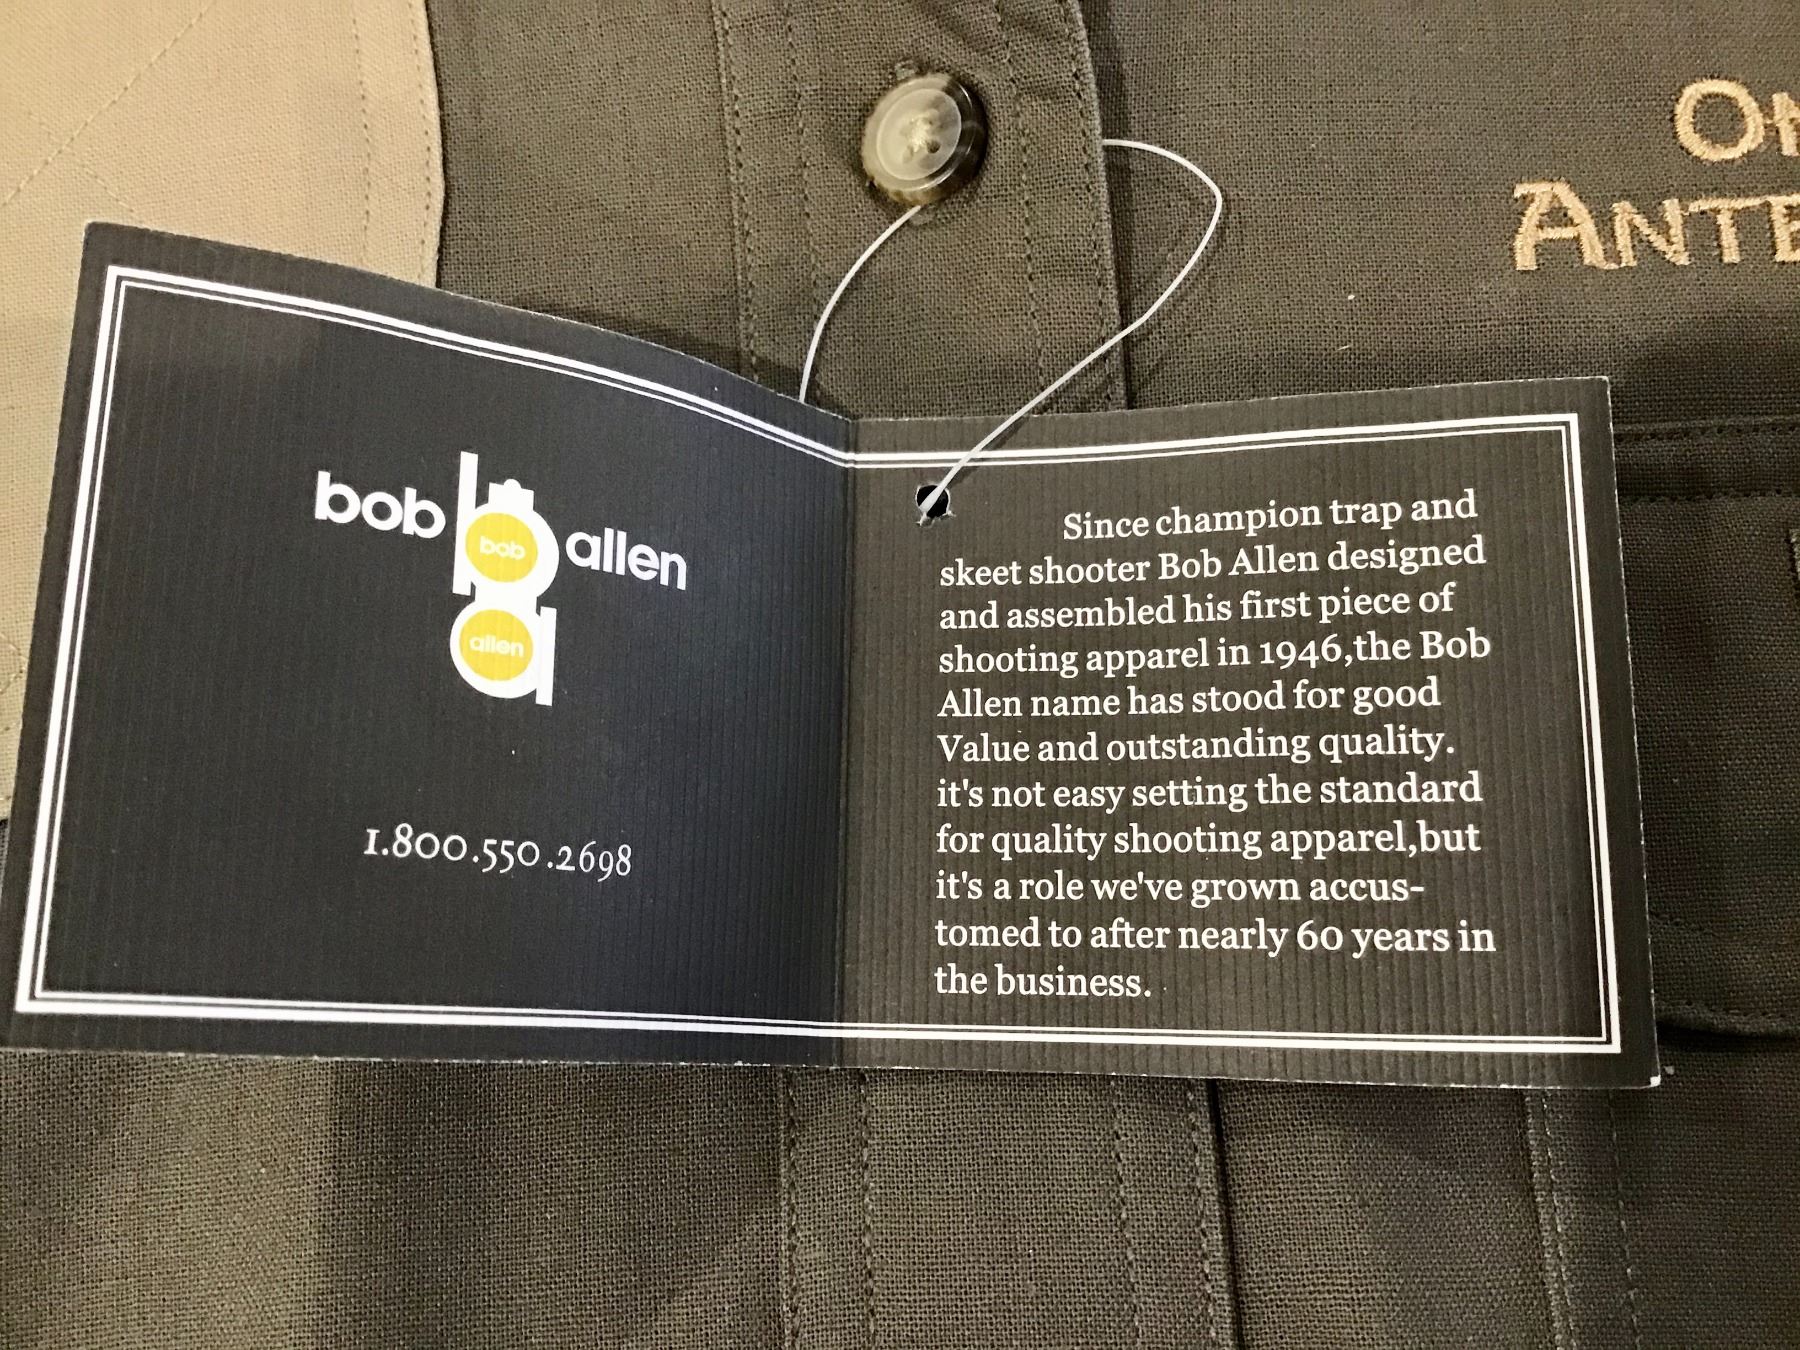 bob allen
bob
allen
1.800.550.2698
Since champion trap and
skeet shooter Bob Allen designed
and assembled his first piece of
shooting apparel in 1946,the Bob
Allen name has stood for good
Value and outstanding quality.
it's not easy setting the standard
for quality shooting apparel,but
it's a role we've grown accus-
tomed to after nearly 60 years in
the business.